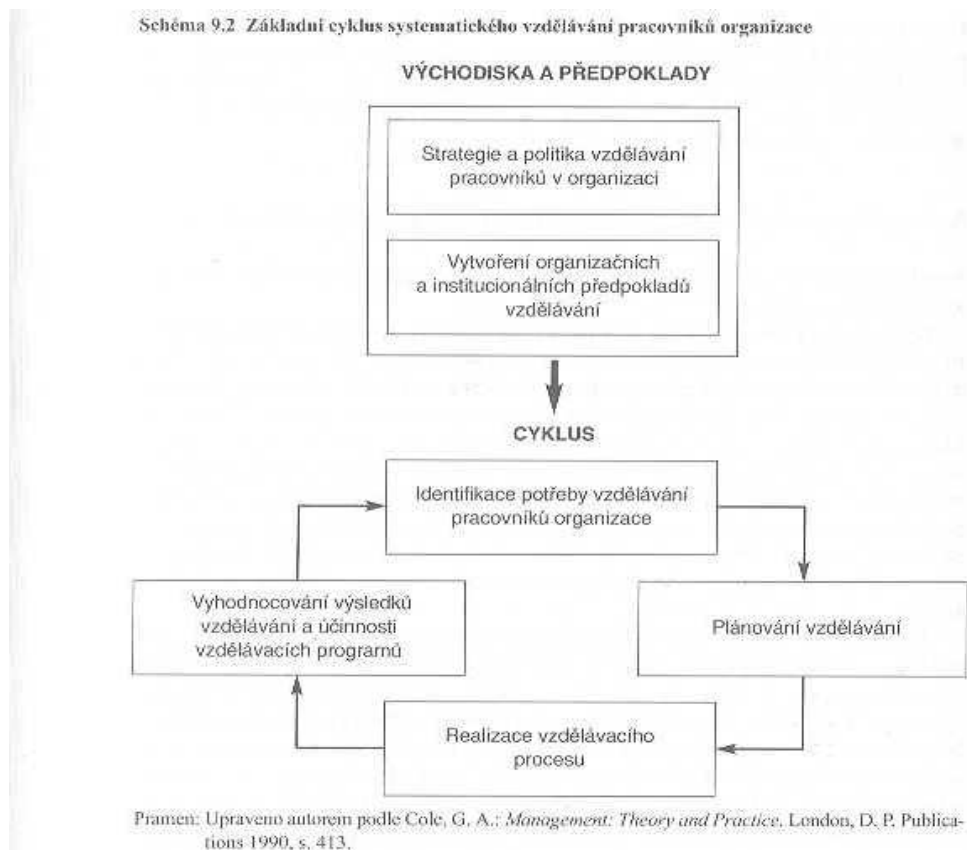 Schéma 9.2 Základní cyklus systematického vzdělávání pracovníků organizace
VÝCHODISKA A PŘEDPOKLADY
Strategie a politika vzdělávání
pracovníků v organizaci
Vytvoření organizačních
a institucionálních předpokladů
vzdělávání
CYKLUS
Identifikace potřeby vzdělávání
pracovníků organizace
Vyhodnocování výsledků
vzdělávání a účinnosti
vzdělávacích programů
Plánování vzdělávání
Realizace vzdělávacího
procesu
Pramen: Upraveno autorem podle Cole, G. A.: Management: Theory and Practice. London, D. P. Publica-
tions 1990, s. 413.